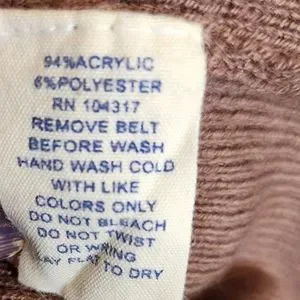 94% ACRYLIC
6% POLYESTER
RN 104317
REMOVE BELT
BEFORE WASH
HAND WASH COLD
WITH LIKE
COLORS ONLY
DO NOT BLEACH
DO NOT TWIST
OR WRING
LAY FLAT TO DRY